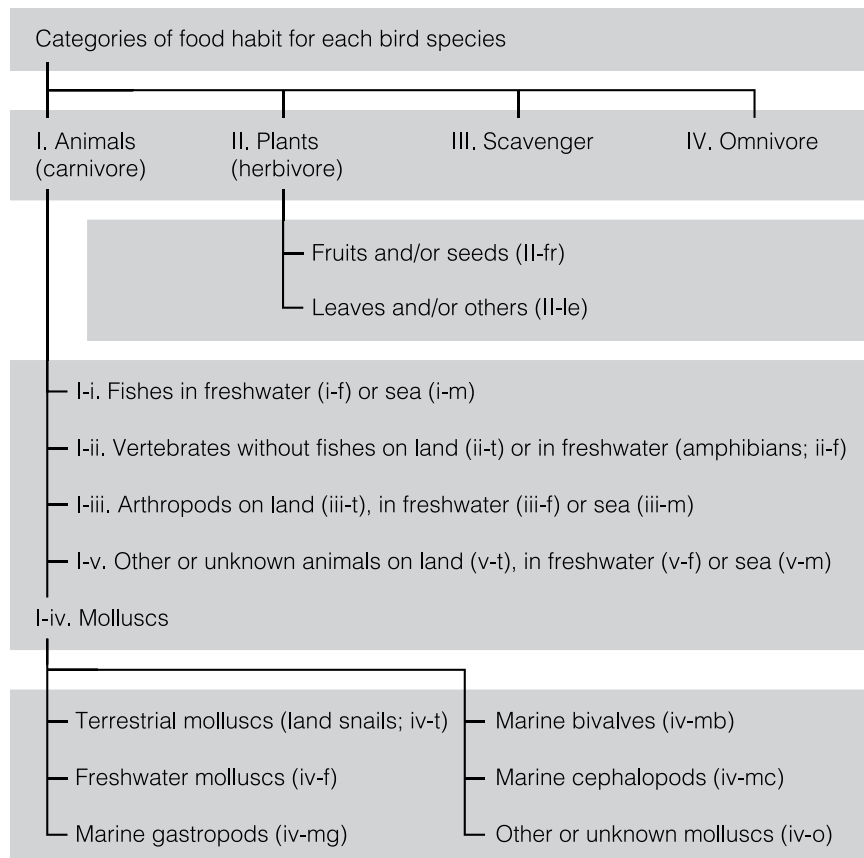 Categories of food habit for each bird species
I. Animals
(carnivore)
II. Plants
(herbivore)
III. Scavenger
IV. Omnivore
Fruits and/or seeds (II-fr)
Leaves and/or others (II-le)
I-i. Fishes in freshwater (i-f) or sea (i-m)
I-ii. Vertebrates without fishes on land (ii-t) or in freshwater (amphibians; ii-f)
I-iii. Arthropods on land (iii-t), in freshwater (iii-f) or sea (iii-m)
I-v. Other or unknown animals on land (v-t), in freshwater (v-f) or sea (v-m)
I-iv. Molluscs
Terrestrial molluscs (land snails; iv-t)
Freshwater molluscs (iv-f)
Marine gastropods (iv-mg)
Marine bivalves (iv-mb)
Marine cephalopods (iv-mc)
Other or unknown molluscs (iv-o)